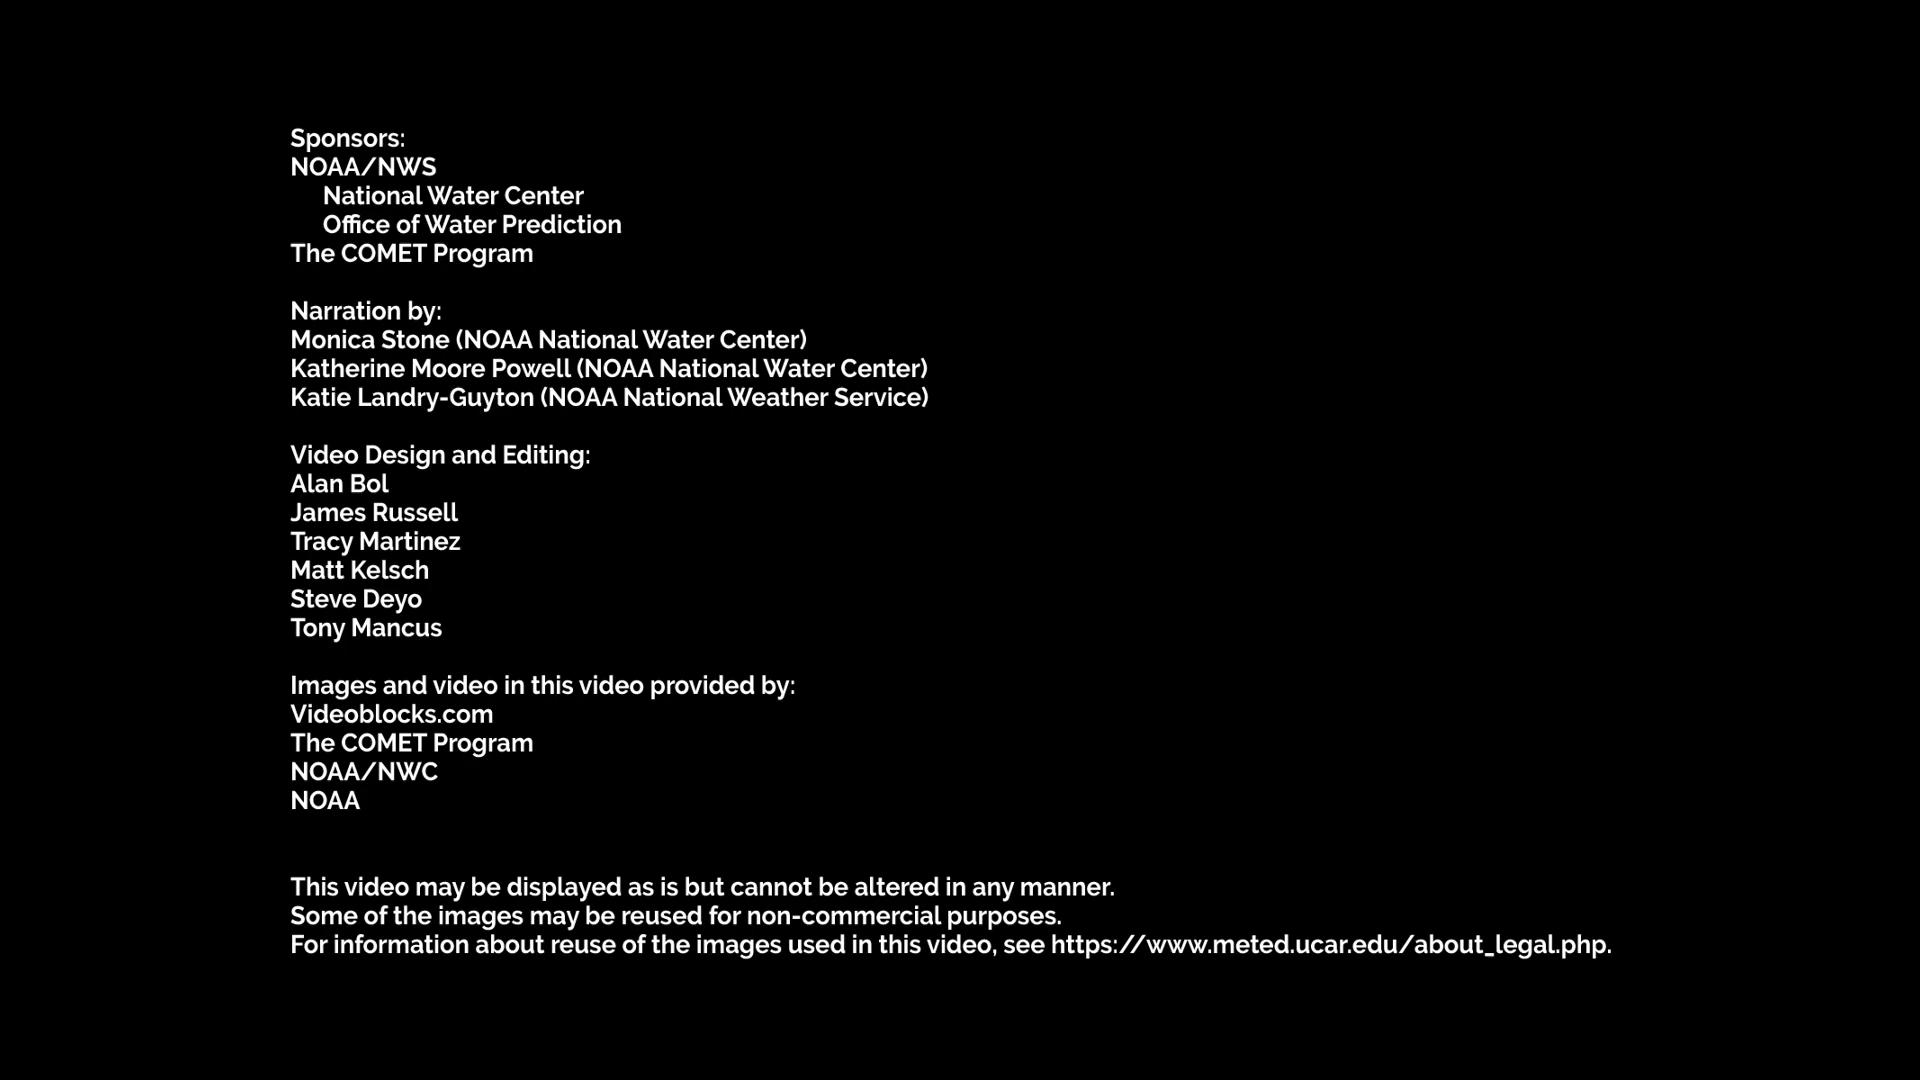 Sponsors:
NOAA/NWS
National Water Center
Office of Water Prediction
The COMET Program
Narration by:
Monica Stone (NOAA National Water Center)
Katherine Moore Powell (NOAA National Water Center)
Katie Landry-Guyton (NOAA National Weather Service)
Video Design and Editing:
Alan Bol
James Russell
Tracy Martinez
Matt Kelsch
Steve Deyo
Tony Mancus
Images and video in this video provided by:
Videoblocks.com
The COMET Program
NOAA/NWC
NOAA
This video may be displayed as is but cannot be altered in any manner.
Some of the images may be reused for non-commercial purposes.
For information about reuse of the images used in this video, see https://www.meted.ucar.edu/about_legal.php.